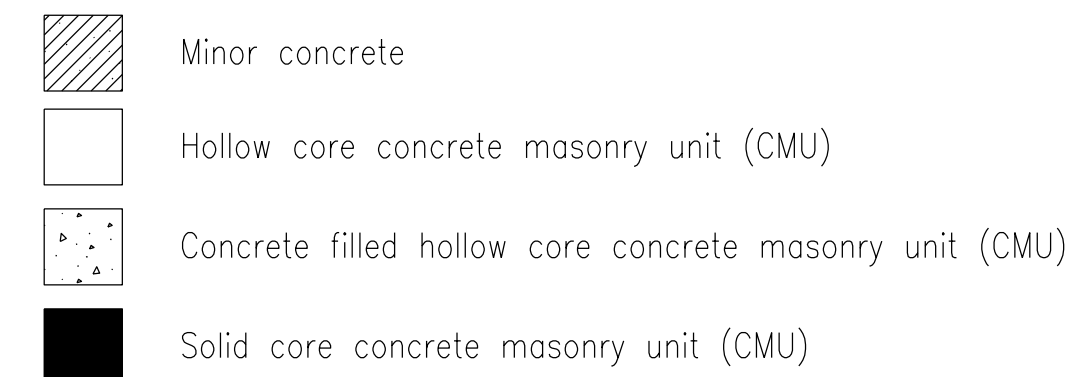 Minor concrete
Hollow core concrete masonry unit (CMU)
Concrete filled hollow core concrete masonry unit (CMU)
Solid core concrete masonry unit (CMU)